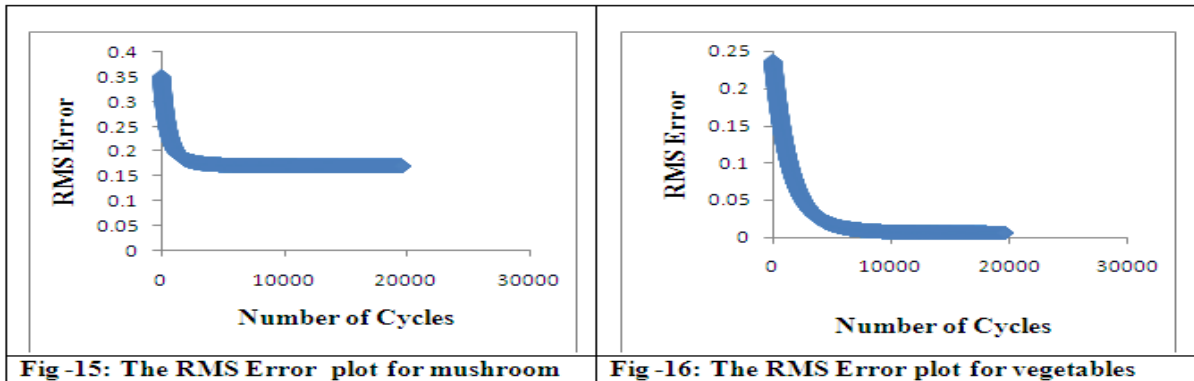 0.4
0.35
0.3
0.25
0.2
0.15
0.1
0.05
0
RMS Error
0 10000 20000 30000
Number of Cycles
Fig -15: The RMS Error plot for mushroom
0.25
0.2
0.15
0.1
0.05
0
RMS Error
0 10000 20000 30000
Number of Cycles
Fig -16: The RMS Error plot for vegetables